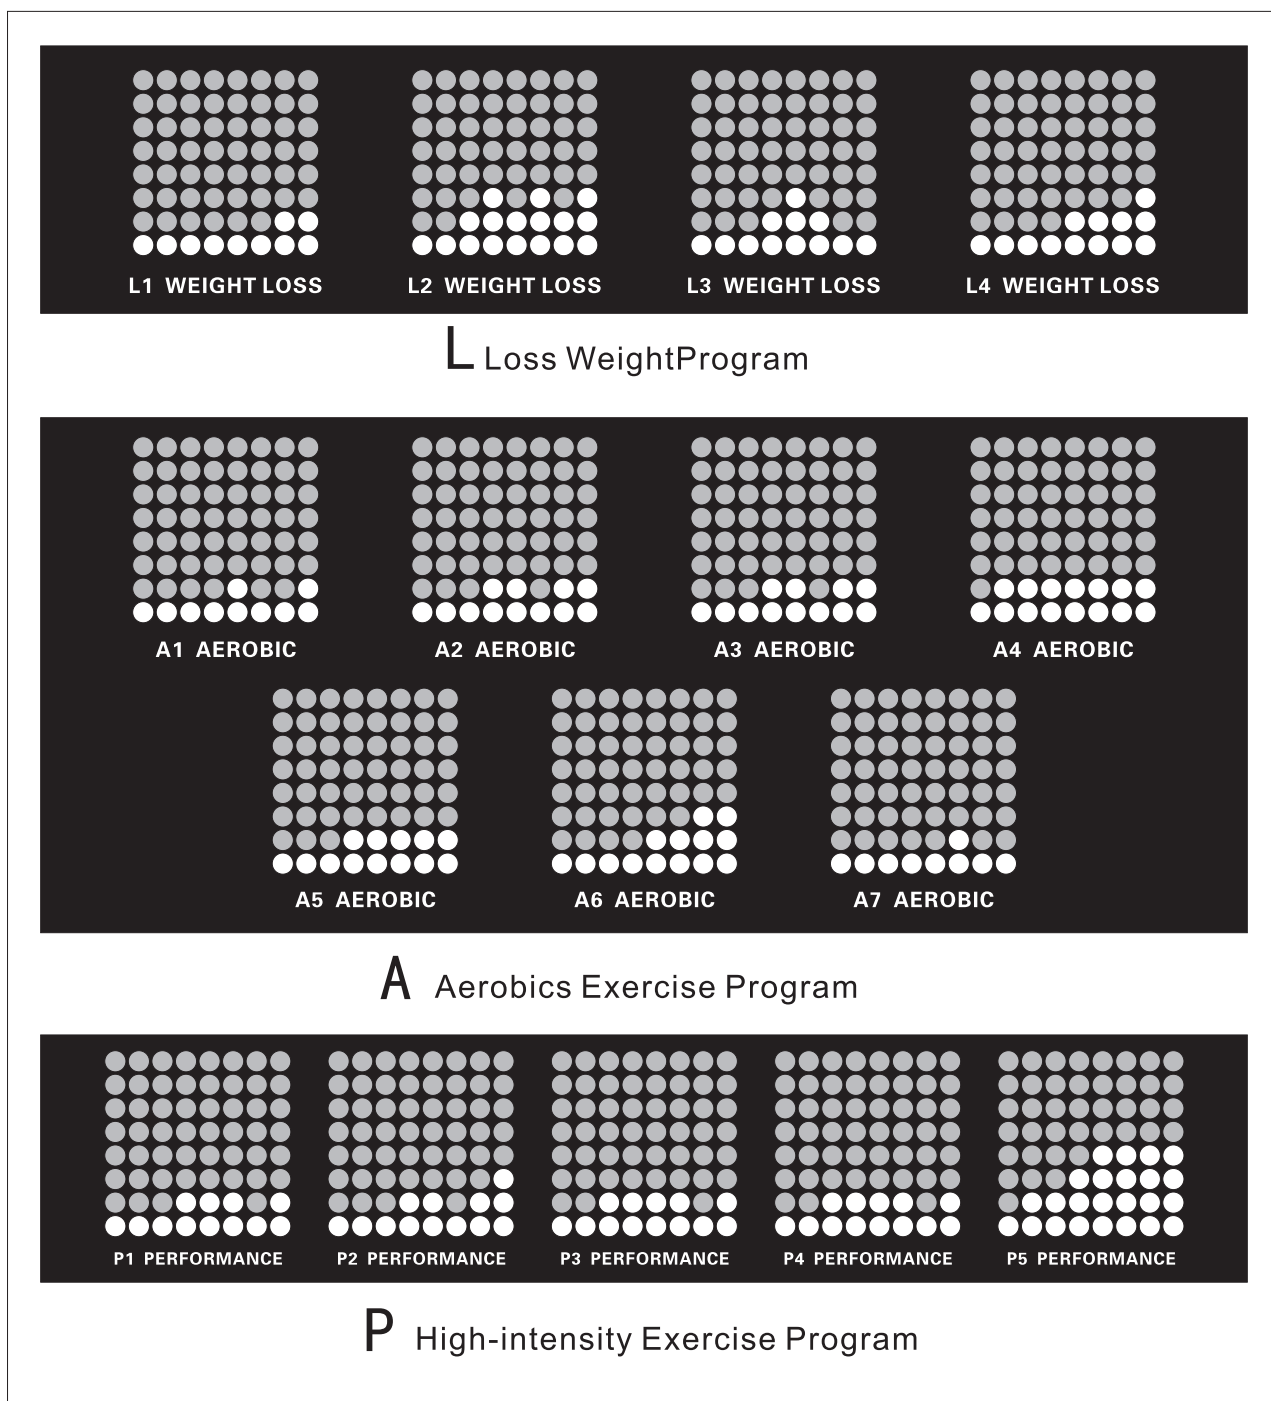 L1 WEIGHT LOSS
L2 WEIGHT LOSS
L3 WEIGHT LOSS
L4 WEIGHT LOSS
L Loss WeightProgram
A1 AEROBIC
A2 AEROBIC
A3 AEROBIC
A4 AEROBIC
A5 AEROBIC
A6 AEROBIC
A7 AEROBIC
A Aerobics Exercise Program
P1 PERFORMANCE
P2 PERFORMANCE
P3 PERFORMANCE
P4 PERFORMANCE
P5 PERFORMANCE
P High-intensity Exercise Program